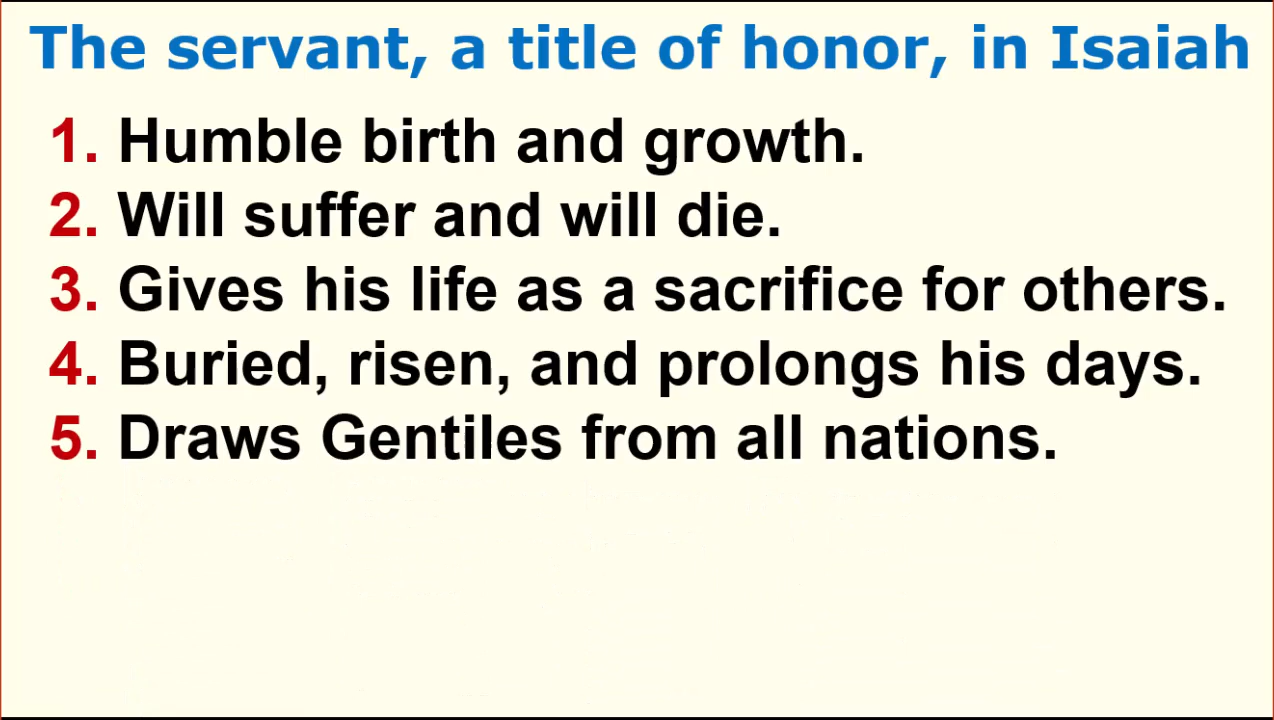 The servant, a title of honor, in Isaiah
1. Humble birth and growth.
2. Will suffer and will die.
3. Gives his life as a sacrifice for others.
4. Buried, risen, and prolongs his days.
5. Draws Gentiles from all nations.